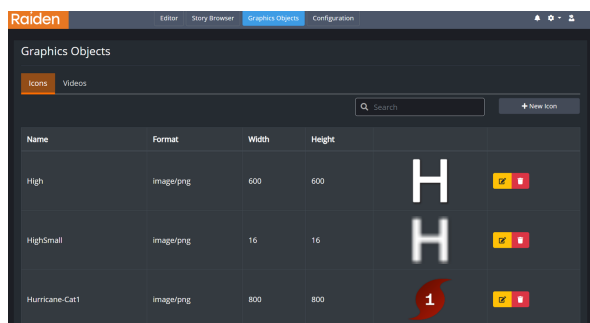 Raiden Editor Story Browser Graphics Objects Configuration
Graphics Objects
Icons Videos
Search + New Icon
Name Format Width Height
High image/png 600 600 H
HighSmall image/png 16 16 H
Hurricane-Cat1 image/png 800 800 1